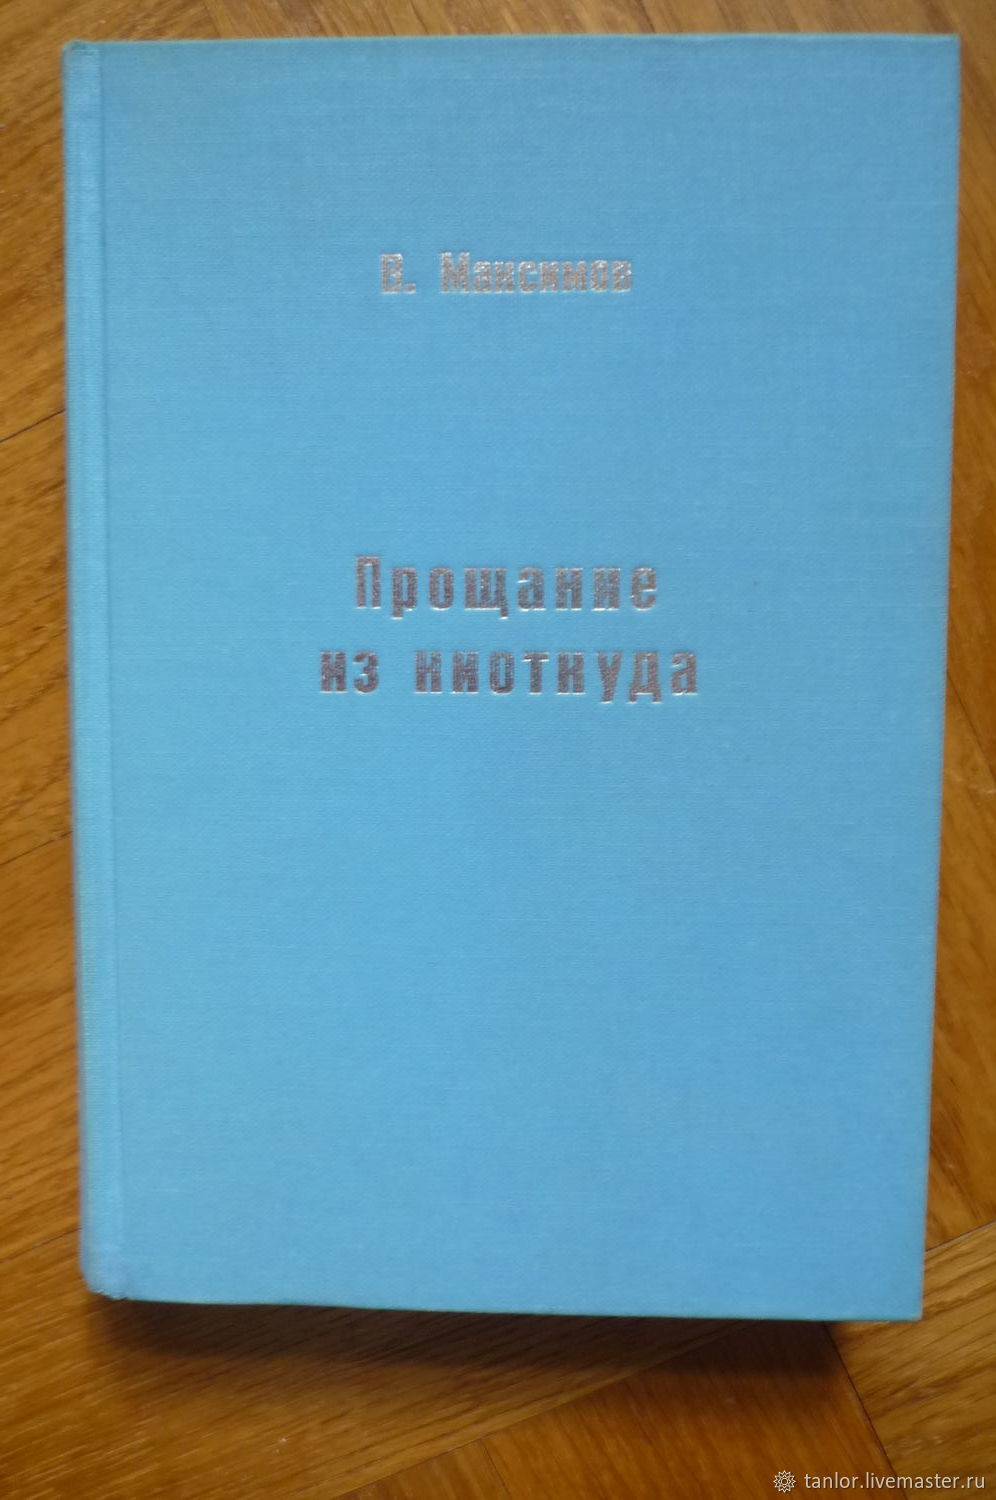 В. Максимов
Прощание
из ниоткуда
tanlor.livemaster.ru